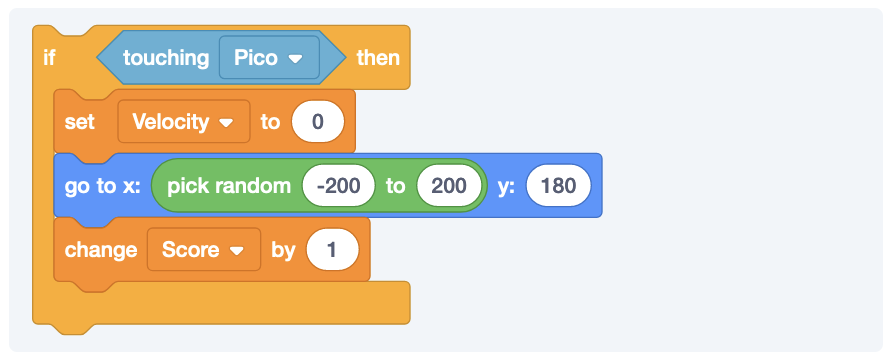 if touching Pico then
set Velocity to 0
go to x: pick random -200 to 200 y: 180
change Score by 1